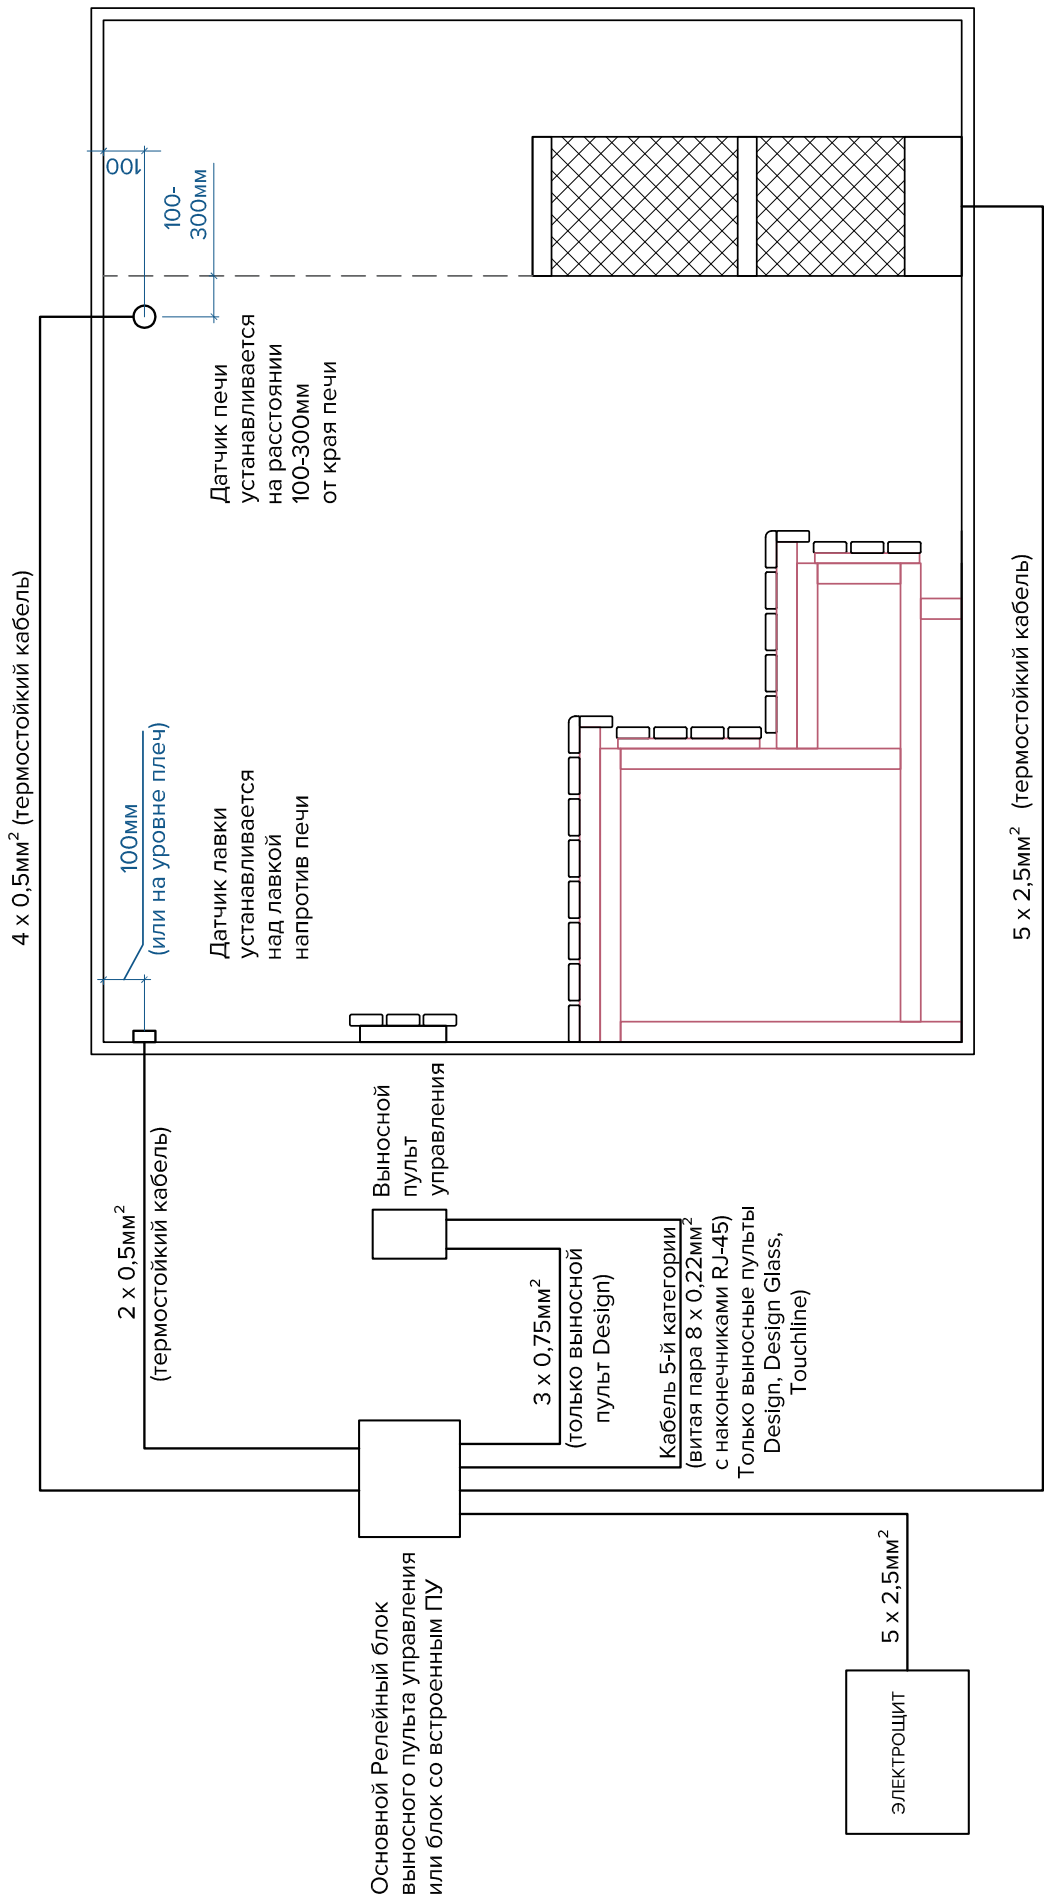 4 x 0,5мм² (термостойкий кабель)
100
100-
300мм
100мм
(или на уровне плеч)
Датчик печи
устанавливается
на расстоянии
100-300мм
от края печи
Датчик лавки
устанавливается
над лавкой
напротив печи
2 x 0,5мм²
(термостойкий кабель)
Выносной
пульт
управления
3 x 0,75мм²
(только выносной
пульт Design)
Кабель 5-й категории
(витая пара 8 x 0,22мм²
с наконечниками RJ-45)
Только выносные пульты
Design, Design Glass,
Touchline)
Основной Релейный блок
выносного пульта управления
или блок со встроенным ПУ
5 x 2,5мм²
ЭЛЕКТРОЩИТ
5 x 2,5мм² (термостойкий кабель)